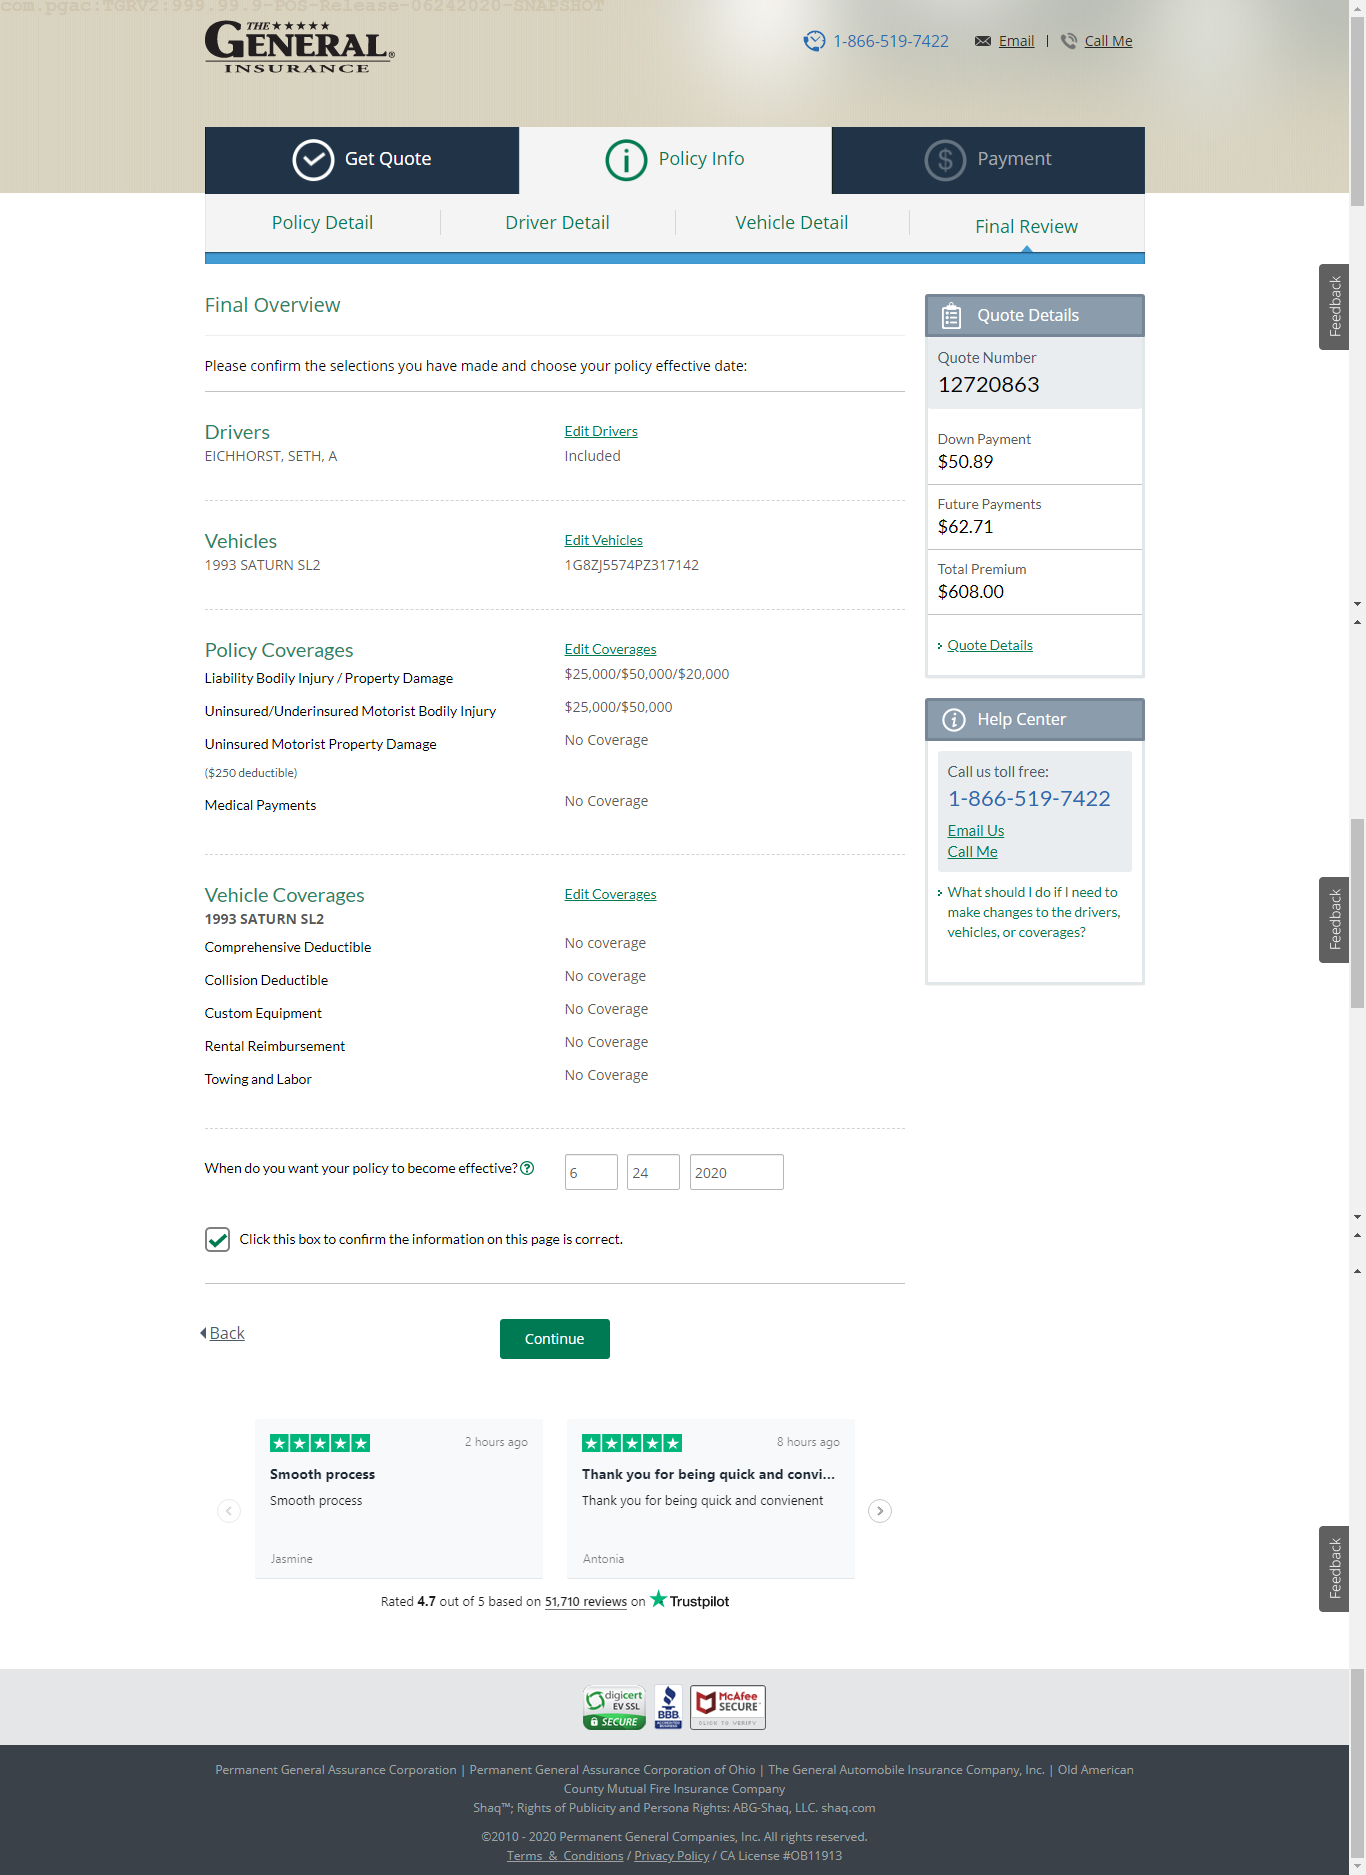 com.pgac:TGRV2:999.99.9-POS-Release-06242020-SNAPSHOT
THE ★★★★★
GENERAL®
INSURANCE
1-866-519-7422 Email | Call Me
Get Quote Policy Info $ Payment
Policy Detail Driver Detail Vehicle Detail Final Review
Final Overview
Please confirm the selections you have made and choose your policy effective date:
Drivers Edit Drivers
EICHHORST, SETH, A Included
Vehicles Edit Vehicles
1993 SATURN SL2 1G8ZJ5574PZ317142
Policy Coverages Edit Coverages
Liability Bodily Injury / Property Damage $25,000/$50,000/$20,000
Uninsured/Underinsured Motorist Bodily Injury $25,000/$50,000
Uninsured Motorist Property Damage No Coverage
($250 deductible)
Medical Payments No Coverage
Vehicle Coverages Edit Coverages
1993 SATURN SL2
Comprehensive Deductible No coverage
Collision Deductible No coverage
Custom Equipment No Coverage
Rental Reimbursement No Coverage
Towing and Labor No Coverage
When do you want your policy to become effective? ? 6 24 2020
Click this box to confirm the information on this page is correct.
Back Continue
Quote Details
Quote Number
12720863
Down Payment
$50.89
Future Payments
$62.71
Total Premium
$608.00
Quote Details
Help Center
Call us toll free:
1-866-519-7422
Email Us
Call Me
What should I do if I need to
make changes to the drivers,
vehicles, or coverages?
Feedback
Feedback
Feedback
2 hours ago
Smooth process
Smooth process
Jasmine
8 hours ago
Thank you for being quick and convi...
Thank you for being quick and convienent
Antonia
Rated 4.7 out of 5 based on 51,710 reviews on Trustpilot
digicert
EV SSL
SECURE
BBB
ACCREDITED
BUSINESS
McAfee
SECURE
CLICK TO VERIFY
Permanent General Assurance Corporation | Permanent General Assurance Corporation of Ohio | The General Automobile Insurance Company, Inc. | Old American
County Mutual Fire Insurance Company
Shaq™; Rights of Publicity and Persona Rights: ABG-Shaq, LLC. shaq.com
©2010 - 2020 Permanent General Companies, Inc. All rights reserved.
Terms & Conditions / Privacy Policy / CA License #OB11913